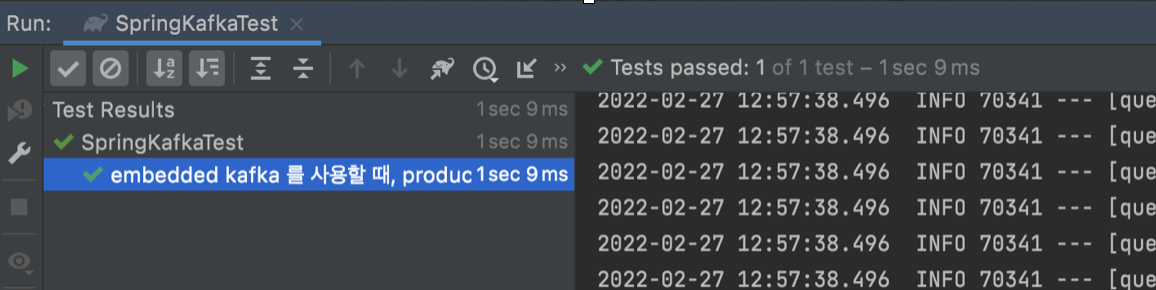 Run: SpringKafkaTest ×
Tests passed: 1 of 1 test – 1 sec 9 ms
Test Results 1 sec 9 ms
SpringKafkaTest 1 sec 9 ms
embedded kafka 를 사용할 때, produc 1 sec 9 ms
2022-02-27 12:57:38.496 INFO 70341 --- [que
2022-02-27 12:57:38.496 INFO 70341 --- [que
2022-02-27 12:57:38.496 INFO 70341 --- [que
2022-02-27 12:57:38.496 INFO 70341 --- [que
2022-02-27 12:57:38.496 INFO 70341 --- [que
2022-02-27 12:57:38.496 INFO 70341 --- [que